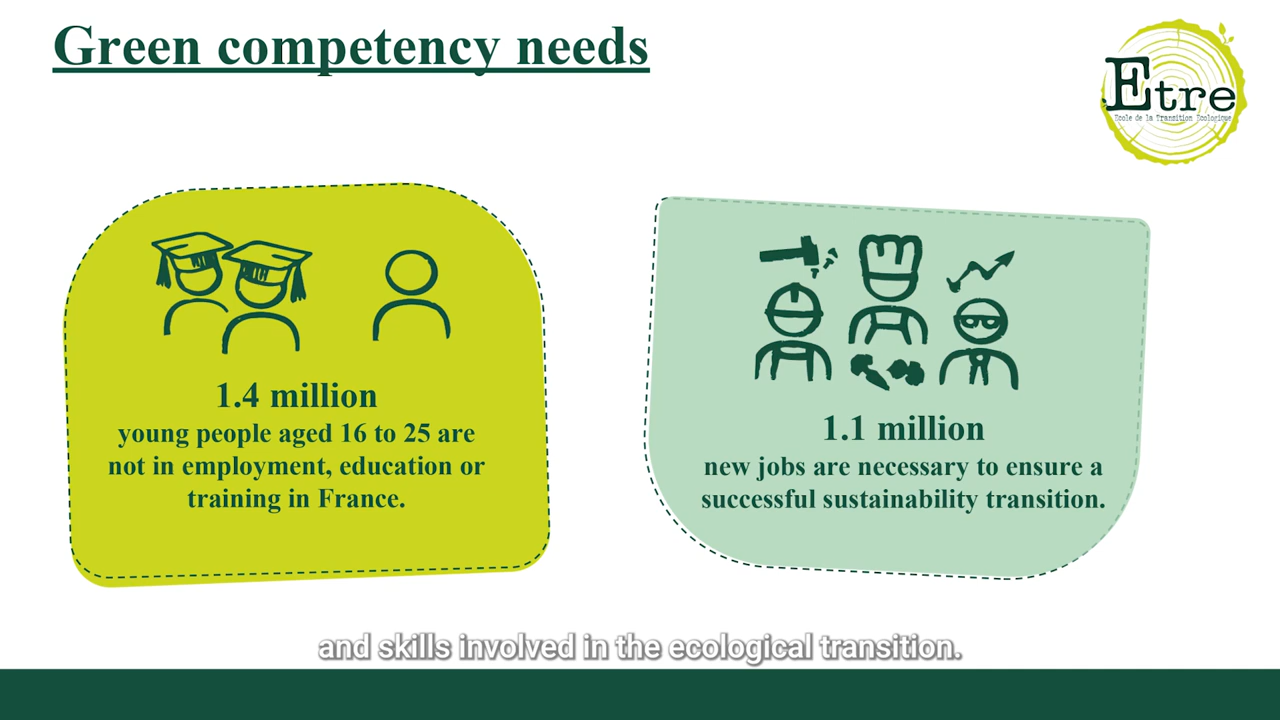 Green competency needs
Etre
Ecole de la Transition Ecologique
1.4 million
young people aged 16 to 25 are
not in employment, education or
training in France.
1.1 million
new jobs are necessary to ensure a
successful sustainability transition.
and skills involved in the ecological transition.